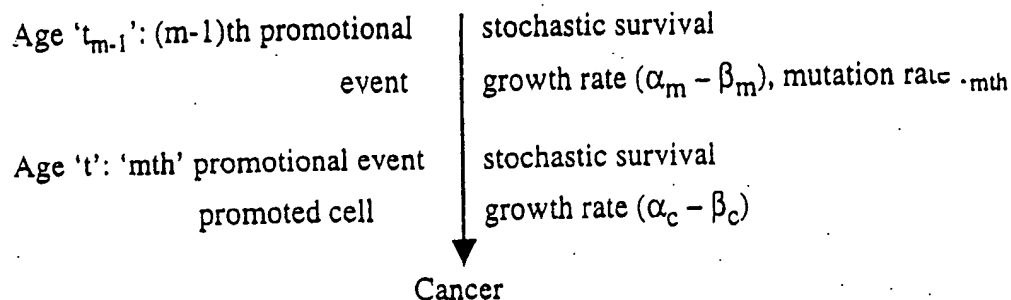 Age 't_{m-1}': (m-1)th promotional event
stochastic survival
growth rate (α_m – β_m), mutation rate mth
Age 't': 'mth' promotional event
promoted cell
stochastic survival
growth rate (α_c – β_c)
Cancer